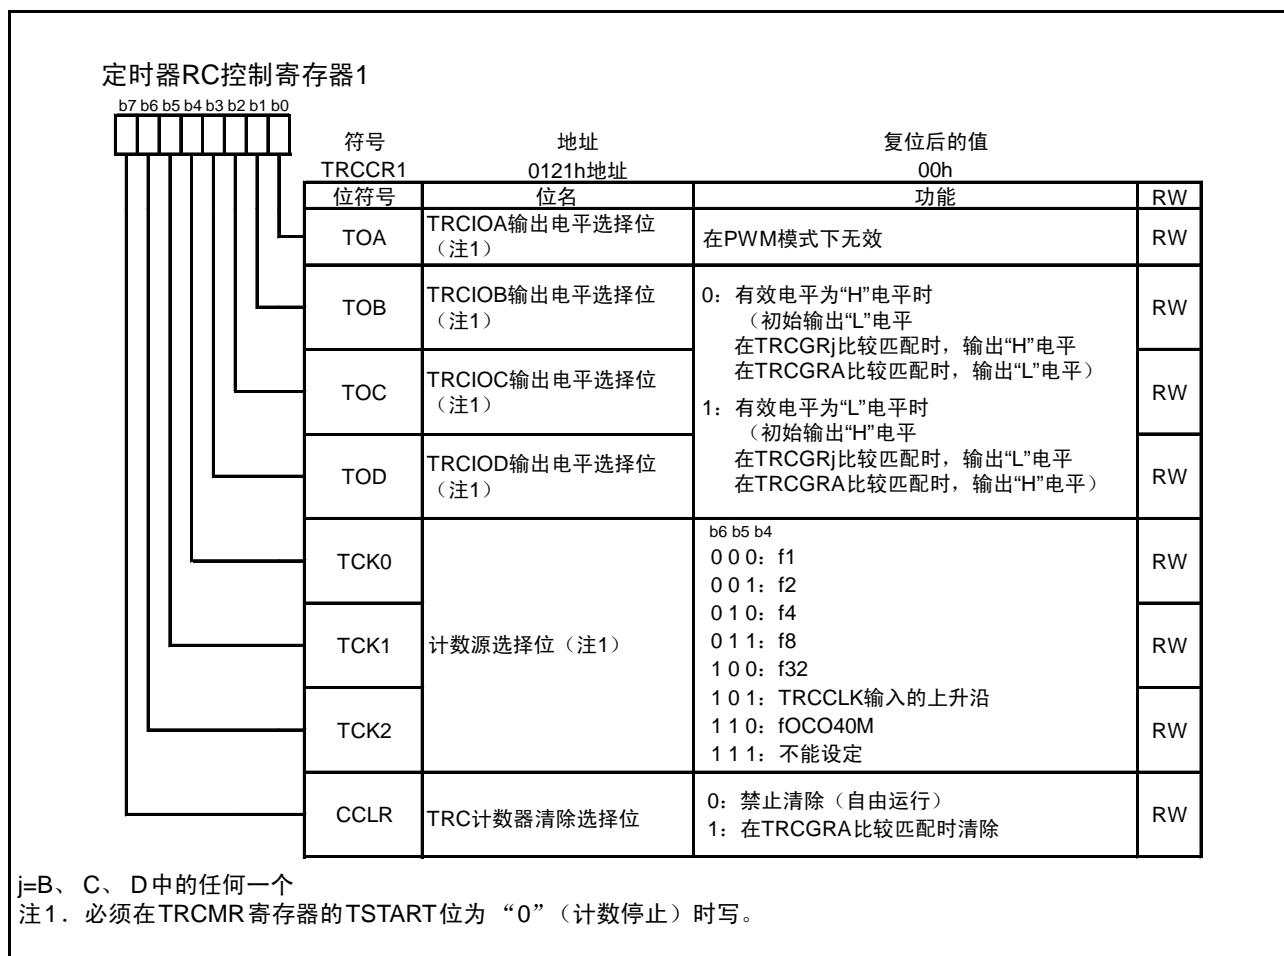 定时器RC控制寄存器1
b7 b6 b5 b4 b3 b2 b1 b0
符号 地址 复位后的值
TRCCR1 0121h地址 00h
位符号 位名 功能 RW
TOA TRCIOA输出电平选择位（注1） 在PWM模式下无效 RW
TOB TRCIOB输出电平选择位（注1） RW
0：有效电平为“H”电平时
（初始输出“L”电平
在TRCGRj比较匹配时，输出“H”电平
在TRCGRA比较匹配时，输出“L”电平）
TOC TRCIOC输出电平选择位（注1） RW
1：有效电平为“L”电平时
（初始输出“H”电平
在TRCGRj比较匹配时，输出“L”电平
在TRCGRA比较匹配时，输出“H”电平）
TOD TRCIOD输出电平选择位（注1） RW
TCK0 RW
TCK1 计数源选择位（注1） RW
TCK2 RW
b6 b5 b4
0 0 0：f1
0 0 1：f2
0 1 0：f4
0 1 1：f8
1 0 0：f32
1 0 1：TRCCLK输入的上升沿
1 1 0：fOCO40M
1 1 1：不能设定
CCLR TRC计数器清除选择位 RW
0：禁止清除（自由运行）
1：在TRCGRA比较匹配时清除
j=B、 C、 D中的任何一个
注1．必须在TRCMR寄存器的TSTART位为 “0”（计数停止）时写。